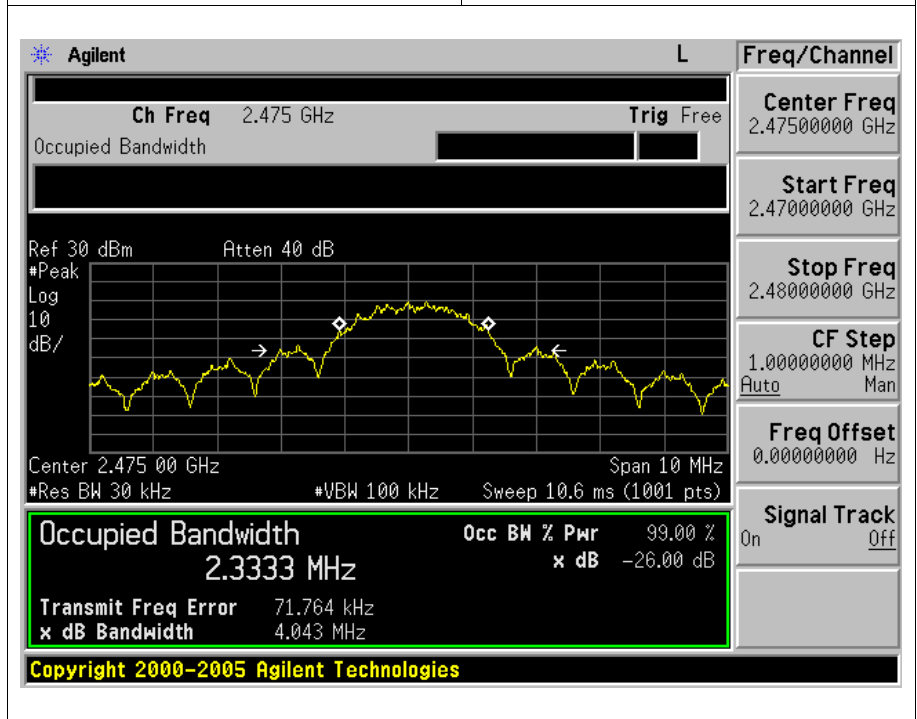 Agilent L Freq/Channel
Ch Freq 2.475 GHz Trig Free
Occupied Bandwidth
Center Freq
2.47500000 GHz
Start Freq
2.47000000 GHz
Stop Freq
2.48000000 GHz
CF Step
1.00000000 MHz
Auto Man
Freq Offset
0.00000000 Hz
Signal Track
On Off
Ref 30 dBm Atten 40 dB
#Peak
Log
10
dB/
Center 2.475 00 GHz Span 10 MHz
#Res BW 30 kHz #VBW 100 kHz Sweep 10.6 ms (1001 pts)
Occupied Bandwidth Occ BW % Pwr 99.00 %
2.3333 MHz x dB -26.00 dB
Transmit Freq Error 71.764 kHz
x dB Bandwidth 4.043 MHz
Copyright 2000-2005 Agilent Technologies